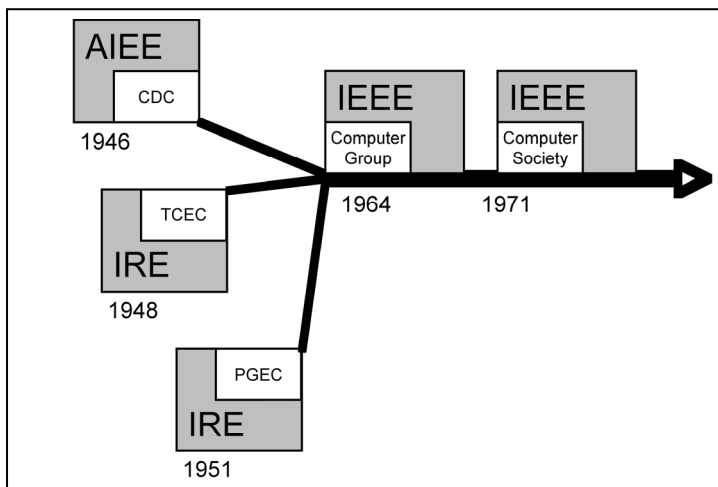 AIEE
CDC
1946
IEEE
Computer
Group
1964
IEEE
Computer
Society
1971
TCEC
IRE
1948
PGEC
IRE
1951